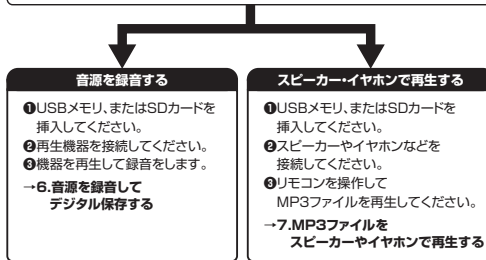 音源を録音する
❶USBメモリ、またはSDカードを
挿入してください。
❷再生機器を接続してください。
❸機器を再生して録音をします。
→6.音源を録音して
デジタル保存する
スピーカー・イヤホンで再生する
❶USBメモリ、またはSDカードを
挿入してください。
❷スピーカーやイヤホンなどを
接続してください。
❸リモコンを操作して
MP3ファイルを再生してください。
→7.MP3ファイルを
スピーカーやイヤホンで再生する